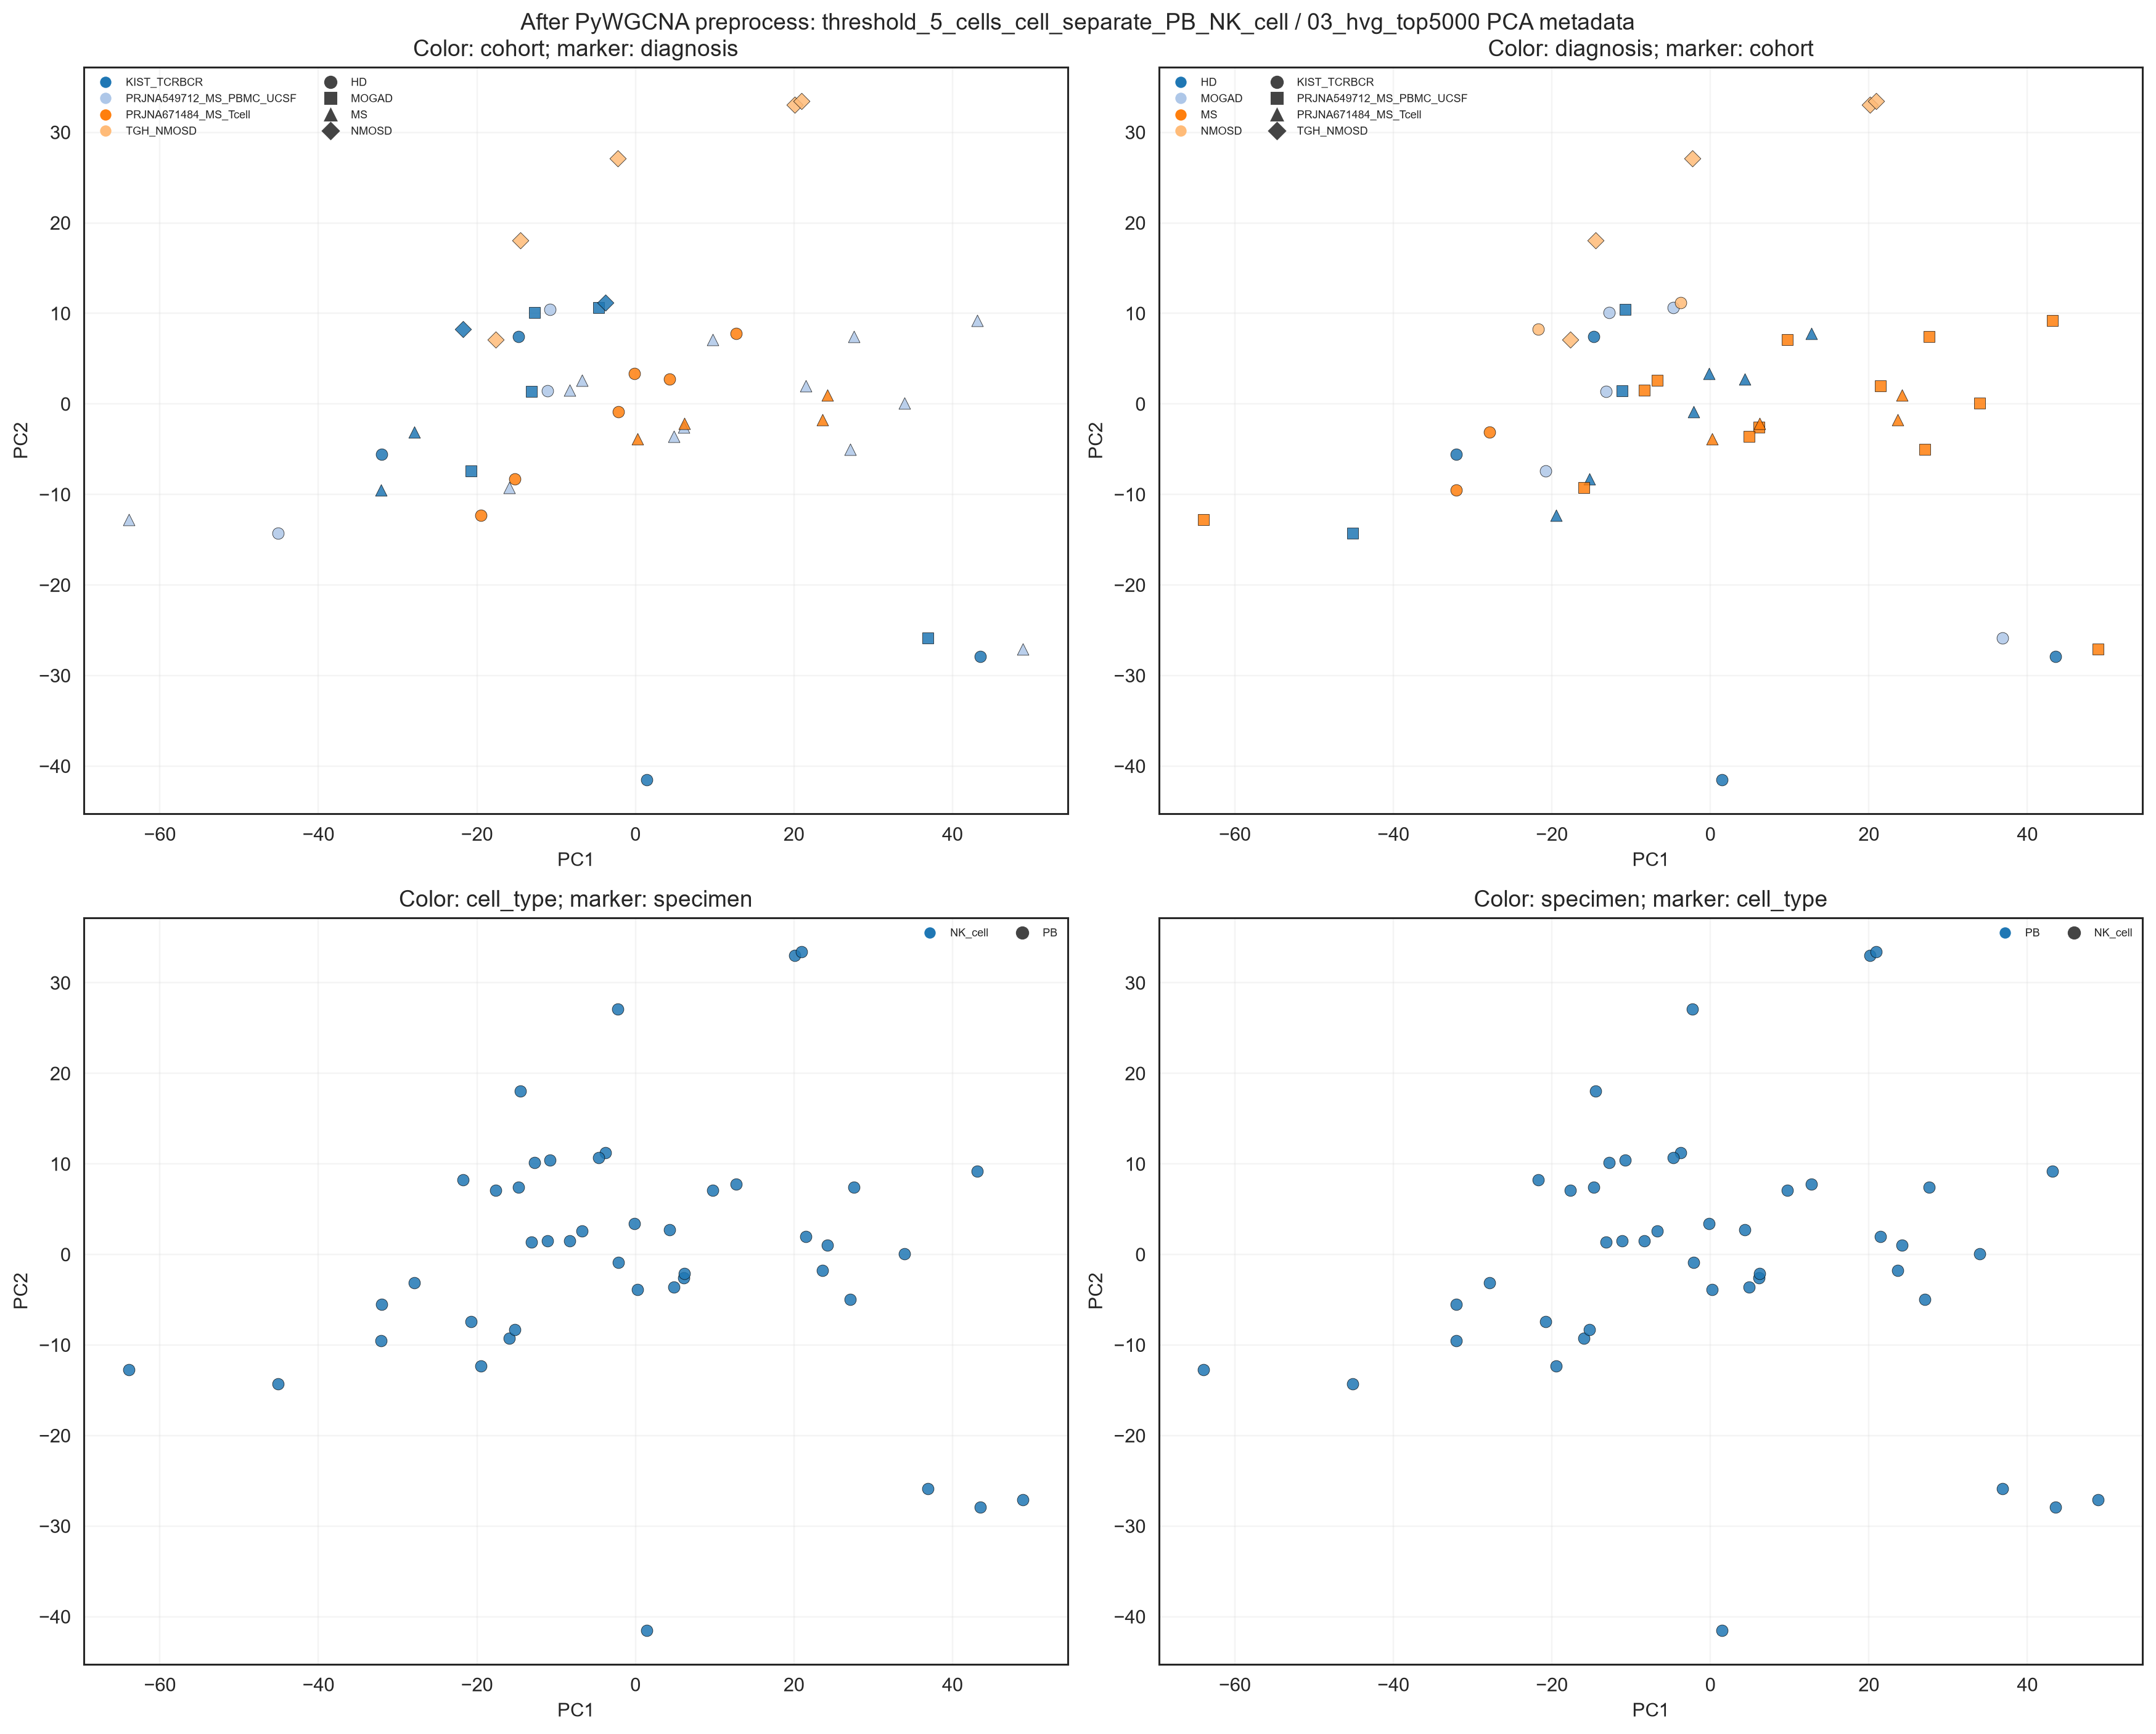 After PyWGCNA preprocess: threshold_5_cells_cell_separate_PB_NK_cell / 03_hvg_top5000 PCA metadata
Color: cohort; marker: diagnosis
KIST_TCRBCR HD
PRJNA549712_MS_PBMC_UCSF MOGAD
PRJNA671484_MS_Tcell MS
TGH_NMOSD NMOSD
30
20
10
0
−10
−20
−30
−40
PC2
−60 −40 −20 0 20 40
PC1
Color: diagnosis; marker: cohort
HD KIST_TCRBCR
MOGAD PRJNA549712_MS_PBMC_UCSF
MS PRJNA671484_MS_Tcell
NMOSD TGH_NMOSD
30
20
10
0
−10
−20
−30
−40
PC2
−60 −40 −20 0 20 40
PC1
Color: cell_type; marker: specimen
NK_cell PB
30
20
10
0
−10
−20
−30
−40
PC2
−60 −40 −20 0 20 40
PC1
Color: specimen; marker: cell_type
PB NK_cell
30
20
10
0
−10
−20
−30
−40
PC2
−60 −40 −20 0 20 40
PC1